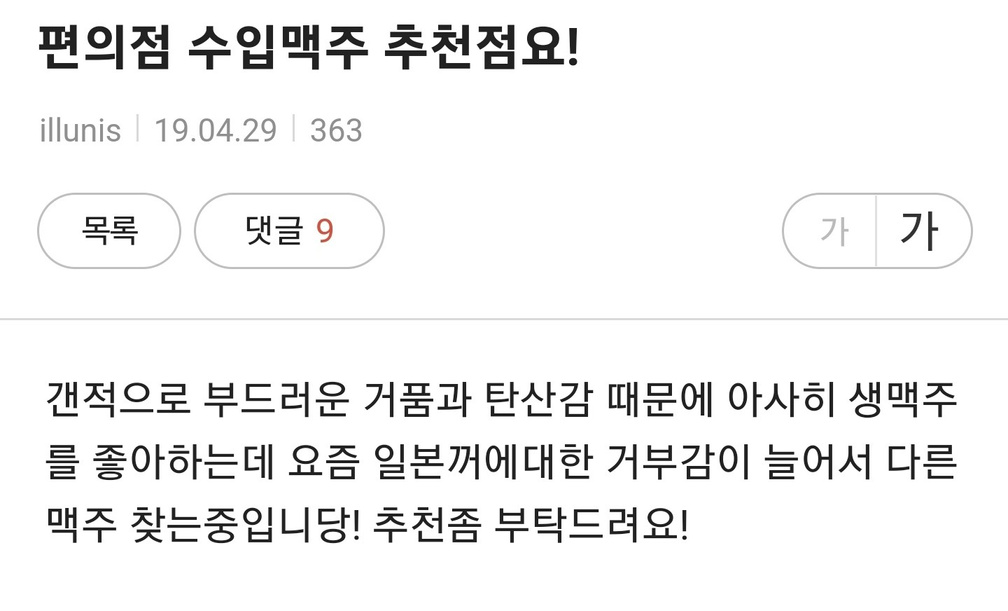 편의점 수입맥주 추천점요!
illunis 19.04.29 363
목록 댓글 9 가 가
갠적으로 부드러운 거품과 탄산감 때문에 아사히 생맥주
를 좋아하는데 요즘 일본꺼에대한 거부감이 늘어서 다른
맥주 찾는중입니당! 추천좀 부탁드려요!